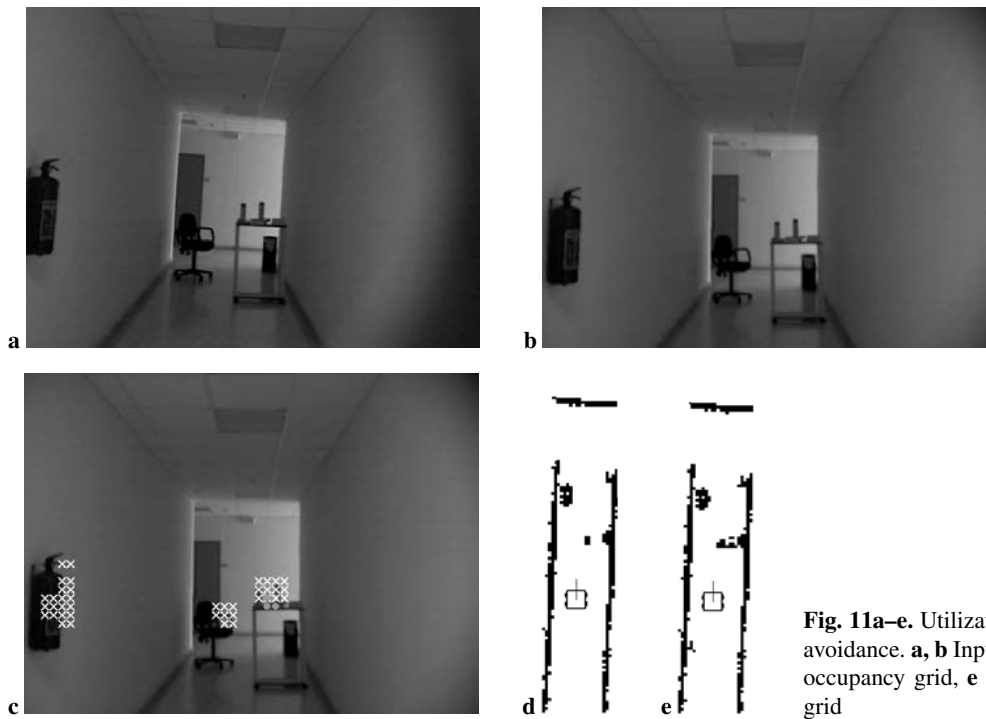 a
b
c
d
e
Fig. 11a–e. Utiliza
avoidance. a, b Inp
occupancy grid, e
grid